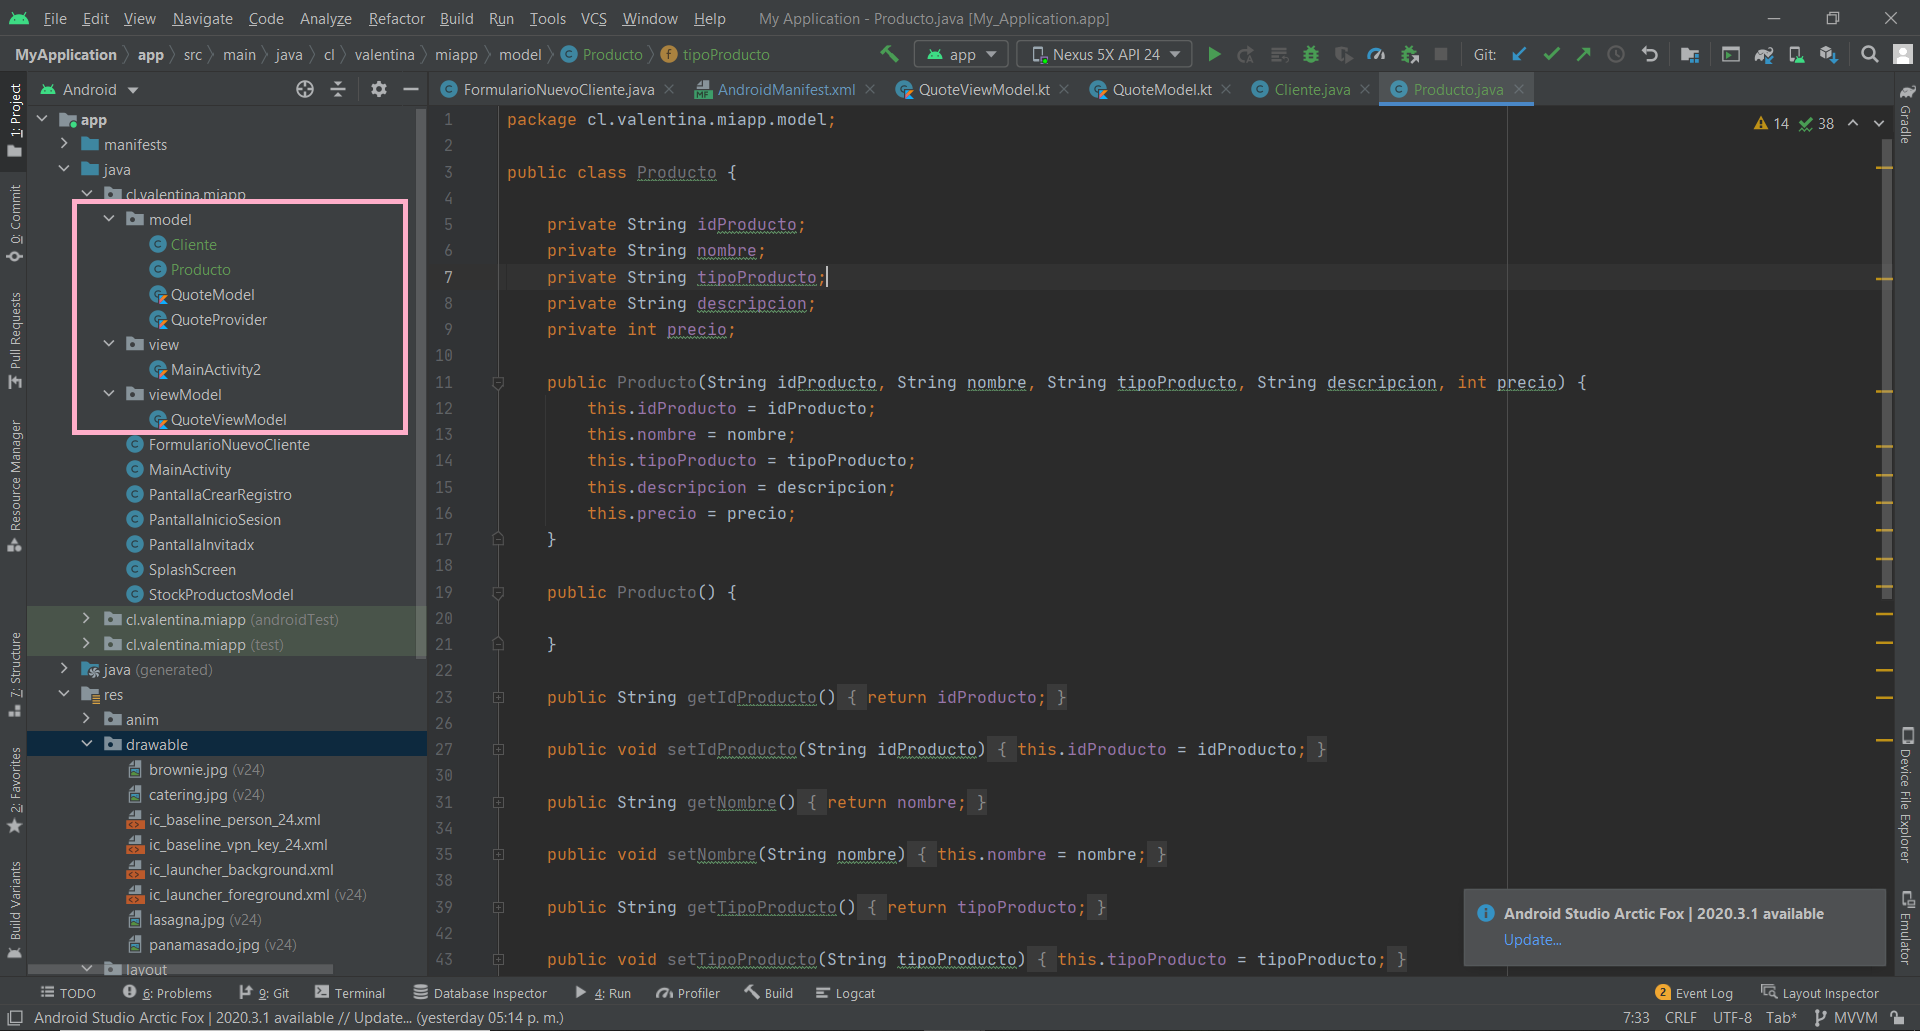 File Edit View Navigate Code Analyze Refactor Build Run Tools VCS Window Help My Application - Producto.java [My_Application.app]
MyApplication app src main java cl valentina miapp model Producto tipoProducto app Nexus 5X API 24 Git:
Android
FormularioNuevoCliente.java AndroidManifest.xml QuoteViewModel.kt QuoteModel.kt Cliente.java Producto.java
1: Project
0: Commit
Pull Requests
Resource Manager
7: Structure
2: Favorites
Build Variants
app
manifests
java
cl.valentina.miapp
model
Cliente
Producto
QuoteModel
QuoteProvider
view
MainActivity2
viewModel
QuoteViewModel
FormularioNuevoCliente
MainActivity
PantallaCrearRegistro
PantallaInicioSesion
PantallaInvitadx
SplashScreen
StockProductosModel
cl.valentina.miapp (androidTest)
cl.valentina.miapp (test)
java (generated)
res
anim
drawable
brownie.jpg (v24)
catering.jpg (v24)
ic_baseline_person_24.xml
ic_baseline_vpn_key_24.xml
ic_launcher_background.xml
ic_launcher_foreground.xml (v24)
lasagna.jpg (v24)
panamasado.jpg (v24)
layout
14 38
1 package cl.valentina.miapp.model;
2
3 public class Producto {
4
5 private String idProducto;
6 private String nombre;
7 private String tipoProducto;
8 private String descripcion;
9 private int precio;
10
11 public Producto(String idProducto, String nombre, String tipoProducto, String descripcion, int precio) {
12 this.idProducto = idProducto;
13 this.nombre = nombre;
14 this.tipoProducto = tipoProducto;
15 this.descripcion = descripcion;
16 this.precio = precio;
17 }
18
19 public Producto() {
20
21 }
22
23 public String getIdProducto() { return idProducto; }
26
27 public void setIdProducto(String idProducto) { this.idProducto = idProducto; }
30
31 public String getNombre() { return nombre; }
34
35 public void setNombre(String nombre) { this.nombre = nombre; }
38
39 public String getTipoProducto() { return tipoProducto; }
42
43 public void setTipoProducto(String tipoProducto) { this.tipoProducto = tipoProducto; }
Gradle
Device File Explorer
Emulator
Android Studio Arctic Fox | 2020.3.1 available
Update...
TODO 6: Problems 9: Git Terminal Database Inspector 4: Run Profiler Build Logcat 2 Event Log Layout Inspector
Android Studio Arctic Fox | 2020.3.1 available // Update... (yesterday 05:14 p. m.) 7:33 CRLF UTF-8 Tab* MVVM